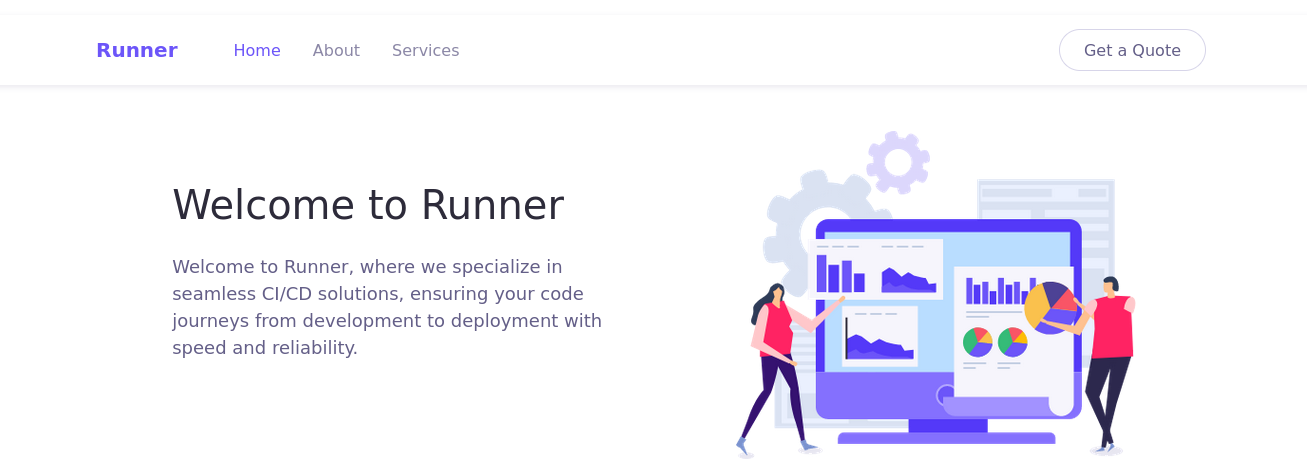 Runner
Home
About
Services
Get a Quote
Welcome to Runner
Welcome to Runner, where we specialize in
seamless CI/CD solutions, ensuring your code
journeys from development to deployment with
speed and reliability.